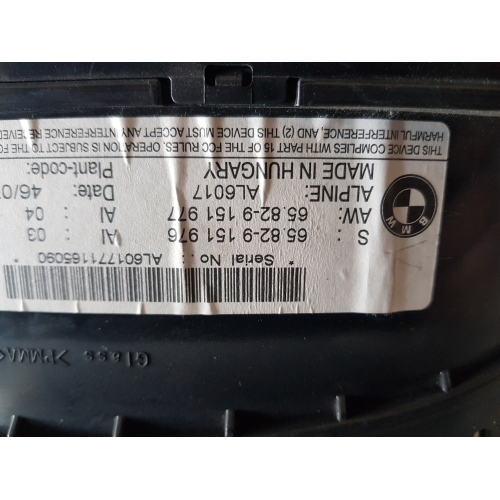 * Serial No. : AL601771165090 *
S : 65.82-9 151 976 AI : 03
AW: 65.82-9 151 977 AI : 04
ALPINE: AL6017 Date: 46/0
MADE IN HUNGARY Plant-code:
THIS DEVICE COMPLIES WITH PART 15 OF THE FCC RULES. OPERATION IS SUBJECT TO THE FO
HARMFUL INTERFERENCE, AND (2) THIS DEVICE MUST ACCEPT ANY INTERFERENCE RECEIVED
BMW
Glass >PMMA<